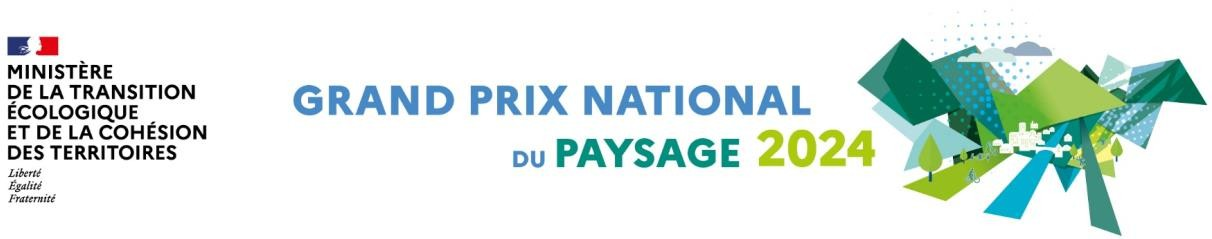 MINISTÈRE
DE LA TRANSITION
ÉCOLOGIQUE
ET DE LA COHÉSION
DES TERRITOIRES
Liberté
Égalité
Fraternité
GRAND PRIX NATIONAL
DU PAYSAGE 2024